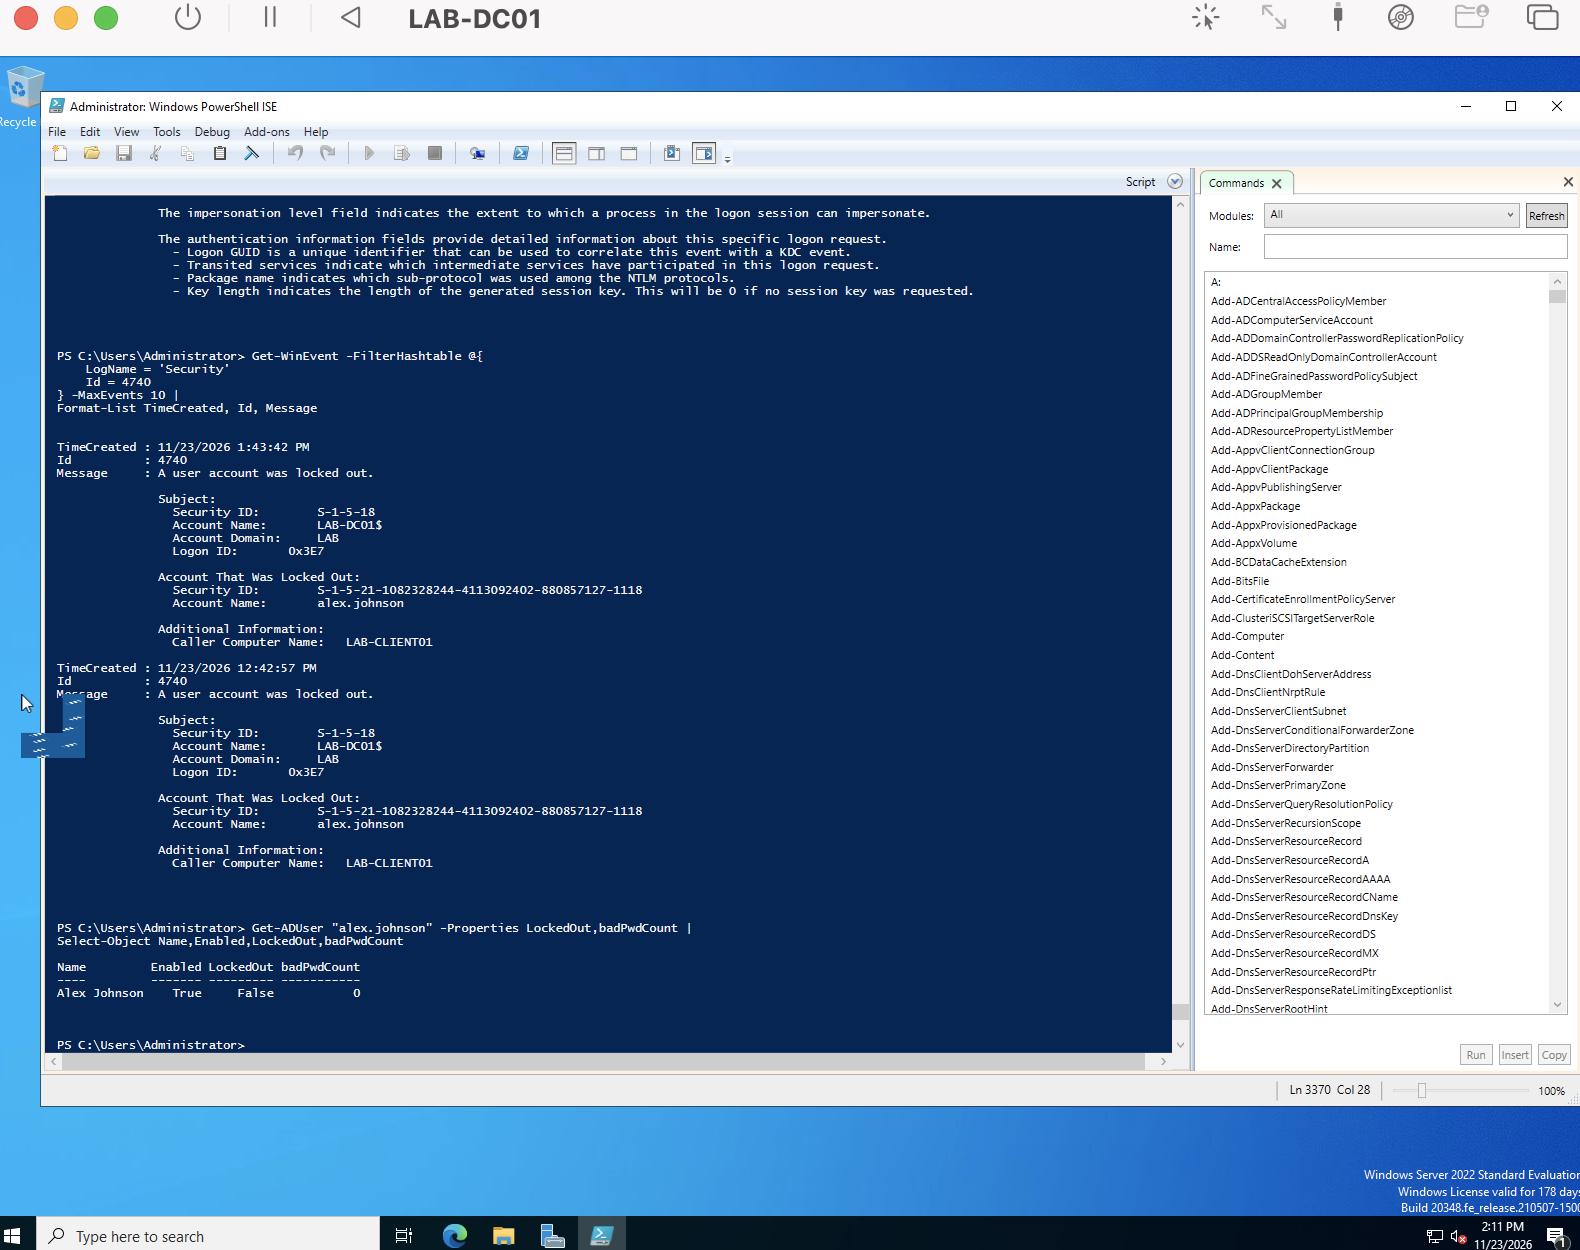 LAB-DC01
Recycle
Administrator: Windows PowerShell ISE
File Edit View Tools Debug Add-ons Help
Script
The impersonation level field indicates the extent to which a process in the logon session can impersonate.
The authentication information fields provide detailed information about this specific logon request.
- Logon GUID is a unique identifier that can be used to correlate this event with a KDC event.
- Transited services indicate which intermediate services have participated in this logon request.
- Package name indicates which sub-protocol was used among the NTLM protocols.
- Key length indicates the length of the generated session key. This will be 0 if no session key was requested.
PS C:\Users\Administrator> Get-WinEvent -FilterHashtable @{
LogName = 'Security'
Id = 4740
} -MaxEvents 10 |
Format-List TimeCreated, Id, Message
TimeCreated : 11/23/2026 1:43:42 PM
Id : 4740
Message : A user account was locked out.
Subject:
Security ID: S-1-5-18
Account Name: LAB-DC01$
Account Domain: LAB
Logon ID: 0x3E7
Account That Was Locked Out:
Security ID: S-1-5-21-1082328244-4113092402-880857127-1118
Account Name: alex.johnson
Additional Information:
Caller Computer Name: LAB-CLIENT01
TimeCreated : 11/23/2026 12:42:57 PM
Id : 4740
Message : A user account was locked out.
Subject:
Security ID: S-1-5-18
Account Name: LAB-DC01$
Account Domain: LAB
Logon ID: 0x3E7
Account That Was Locked Out:
Security ID: S-1-5-21-1082328244-4113092402-880857127-1118
Account Name: alex.johnson
Additional Information:
Caller Computer Name: LAB-CLIENT01
PS C:\Users\Administrator> Get-ADUser "alex.johnson" -Properties LockedOut,badPwdCount |
Select-Object Name,Enabled,LockedOut,badPwdCount
Name Enabled LockedOut badPwdCount
---- ------- --------- -----------
Alex Johnson True False 0
PS C:\Users\Administrator>
Commands
Modules: All Refresh
Name:
A:
Add-ADCentralAccessPolicyMember
Add-ADComputerServiceAccount
Add-ADDomainControllerPasswordReplicationPolicy
Add-ADDSReadOnlyDomainControllerAccount
Add-ADFineGrainedPasswordPolicySubject
Add-ADGroupMember
Add-ADPrincipalGroupMembership
Add-ADResourcePropertyListMember
Add-AppvClientConnectionGroup
Add-AppvClientPackage
Add-AppvPublishingServer
Add-AppxPackage
Add-AppxProvisionedPackage
Add-AppxVolume
Add-BCDataCacheExtension
Add-BitsFile
Add-CertificateEnrollmentPolicyServer
Add-ClusteriSCSITargetServerRole
Add-Computer
Add-Content
Add-DnsClientDohServerAddress
Add-DnsClientNrptRule
Add-DnsServerClientSubnet
Add-DnsServerConditionalForwarderZone
Add-DnsServerDirectoryPartition
Add-DnsServerForwarder
Add-DnsServerPrimaryZone
Add-DnsServerQueryResolutionPolicy
Add-DnsServerRecursionScope
Add-DnsServerResourceRecord
Add-DnsServerResourceRecordA
Add-DnsServerResourceRecordAAAA
Add-DnsServerResourceRecordCName
Add-DnsServerResourceRecordDnsKey
Add-DnsServerResourceRecordDS
Add-DnsServerResourceRecordMX
Add-DnsServerResourceRecordPtr
Add-DnsServerResponseRateLimitingExceptionlist
Add-DnsServerRootHint
Run Insert Copy
Ln 3370 Col 28 100%
Windows Server 2022 Standard Evaluation
Windows License valid for 178 days
Build 20348.fe_release.210507-1500
Type here to search
2:11 PM
11/23/2026
1